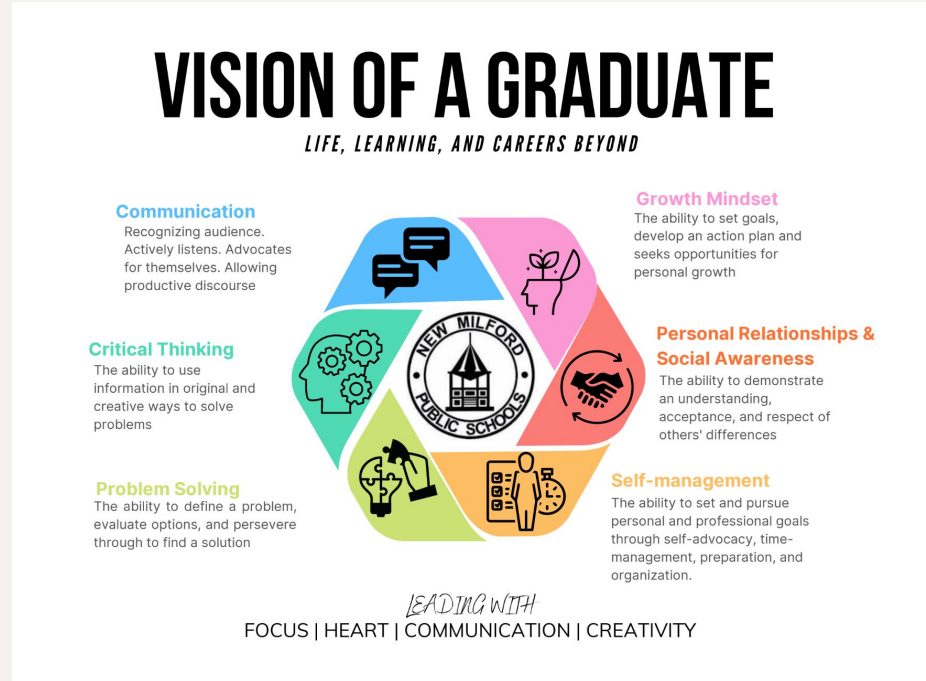 VISION OF A GRADUATE
LIFE, LEARNING, AND CAREERS BEYOND
Communication
Recognizing audience.
Actively listens. Advocates
for themselves. Allowing
productive discourse
Growth Mindset
The ability to set goals,
develop an action plan and
seeks opportunities for
personal growth
Critical Thinking
The ability to use
information in original and
creative ways to solve
problems
NEW MILFORD
PUBLIC SCHOOLS
Personal Relationships &
Social Awareness
The ability to demonstrate
an understanding,
acceptance, and respect of
others' differences
Problem Solving
The ability to define a problem,
evaluate options, and persevere
through to find a solution
Self-management
The ability to set and pursue
personal and professional goals
through self-advocacy, time-
management, preparation, and
organization.
LEADING WITH
FOCUS | HEART | COMMUNICATION | CREATIVITY